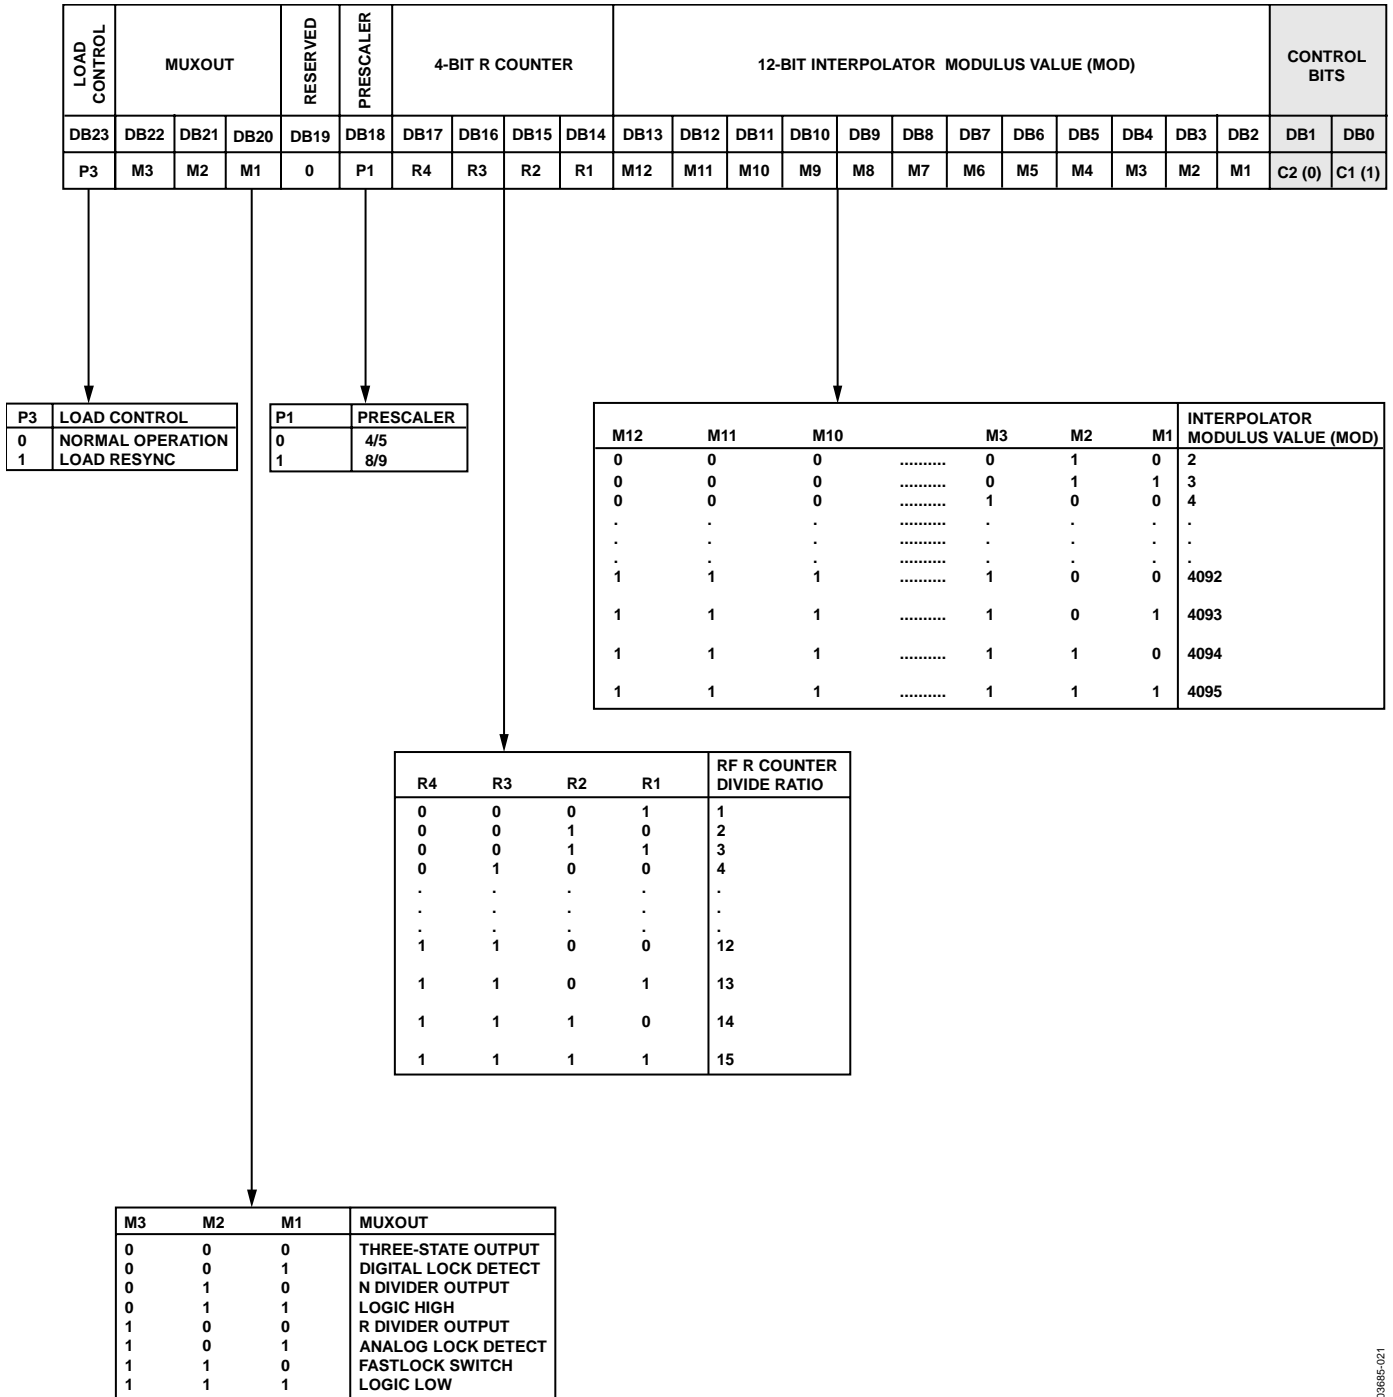 LOAD CONTROL MUXOUT RESERVED PRESCALER 4-BIT R COUNTER 12-BIT INTERPOLATOR MODULUS VALUE (MOD) CONTROL BITS
DB23 DB22 DB21 DB20 DB19 DB18 DB17 DB16 DB15 DB14 DB13 DB12 DB11 DB10 DB9 DB8 DB7 DB6 DB5 DB4 DB3 DB2 DB1 DB0
P3 M3 M2 M1 0 P1 R4 R3 R2 R1 M12 M11 M10 M9 M8 M7 M6 M5 M4 M3 M2 M1 C2 (0) C1 (1)
P3 LOAD CONTROL
0 NORMAL OPERATION
1 LOAD RESYNC
P1 PRESCALER
0 4/5
1 8/9
M12 M11 M10 M3 M2 M1 INTERPOLATOR MODULUS VALUE (MOD)
0 0 0 .......... 0 1 0 2
0 0 0 .......... 0 1 1 3
0 0 0 .......... 1 0 0 4
. . . .......... . . . .
. . . .......... . . . .
. . . .......... . . . .
1 1 1 .......... 1 0 0 4092
1 1 1 .......... 1 0 1 4093
1 1 1 .......... 1 1 0 4094
1 1 1 .......... 1 1 1 4095
R4 R3 R2 R1 RF R COUNTER DIVIDE RATIO
0 0 0 1 1
0 0 1 0 2
0 0 1 1 3
0 1 0 0 4
. . . . .
. . . . .
. . . . .
1 1 0 0 12
1 1 0 1 13
1 1 1 0 14
1 1 1 1 15
M3 M2 M1 MUXOUT
0 0 0 THREE-STATE OUTPUT
0 0 1 DIGITAL LOCK DETECT
0 1 0 N DIVIDER OUTPUT
0 1 1 LOGIC HIGH
1 0 0 R DIVIDER OUTPUT
1 0 1 ANALOG LOCK DETECT
1 1 0 FASTLOCK SWITCH
1 1 1 LOGIC LOW
03685-021